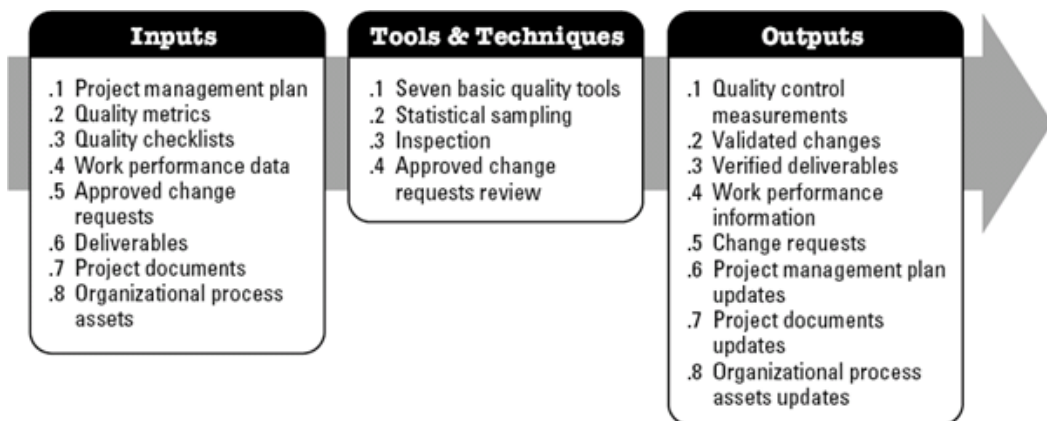 Inputs
.1 Project management plan
.2 Quality metrics
.3 Quality checklists
.4 Work performance data
.5 Approved change
requests
.6 Deliverables
.7 Project documents
.8 Organizational process
assets
Tools & Techniques
.1 Seven basic quality tools
.2 Statistical sampling
.3 Inspection
.4 Approved change
requests review
Outputs
.1 Quality control
measurements
.2 Validated changes
.3 Verified deliverables
.4 Work performance
information
.5 Change requests
.6 Project management plan
updates
.7 Project documents
updates
.8 Organizational process
assets updates